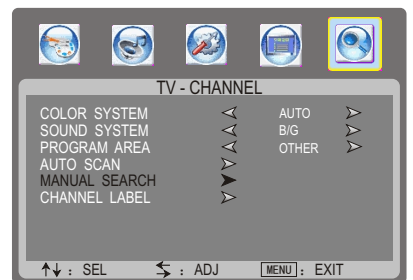 TV - CHANNEL
COLOR SYSTEM AUTO
SOUND SYSTEM B/G
PROGRAM AREA OTHER
AUTO SCAN
MANUAL SEARCH
CHANNEL LABEL
: SEL : ADJ MENU : EXIT